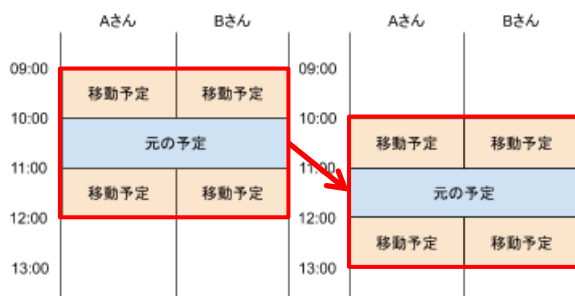 Aさん Bさん Aさん Bさん
09:00 09:00
移動予定 移動予定
10:00 10:00
元の予定 移動予定 移動予定
11:00 11:00
移動予定 移動予定 元の予定
12:00 12:00
移動予定 移動予定
13:00 13:00